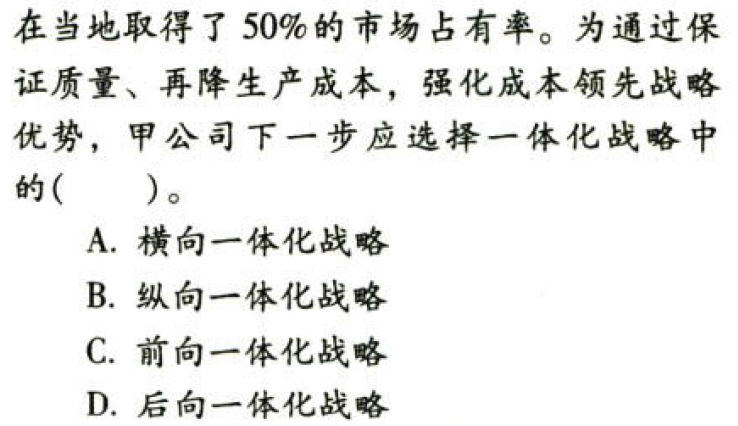 在当地取得了 50%的市场占有率。为通过保
证质量、再降生产成本，强化成本领先战略
优势，甲公司下一步应选择一体化战略中
的(　　)。
A. 横向一体化战略
B. 纵向一体化战略
C. 前向一体化战略
D. 后向一体化战略